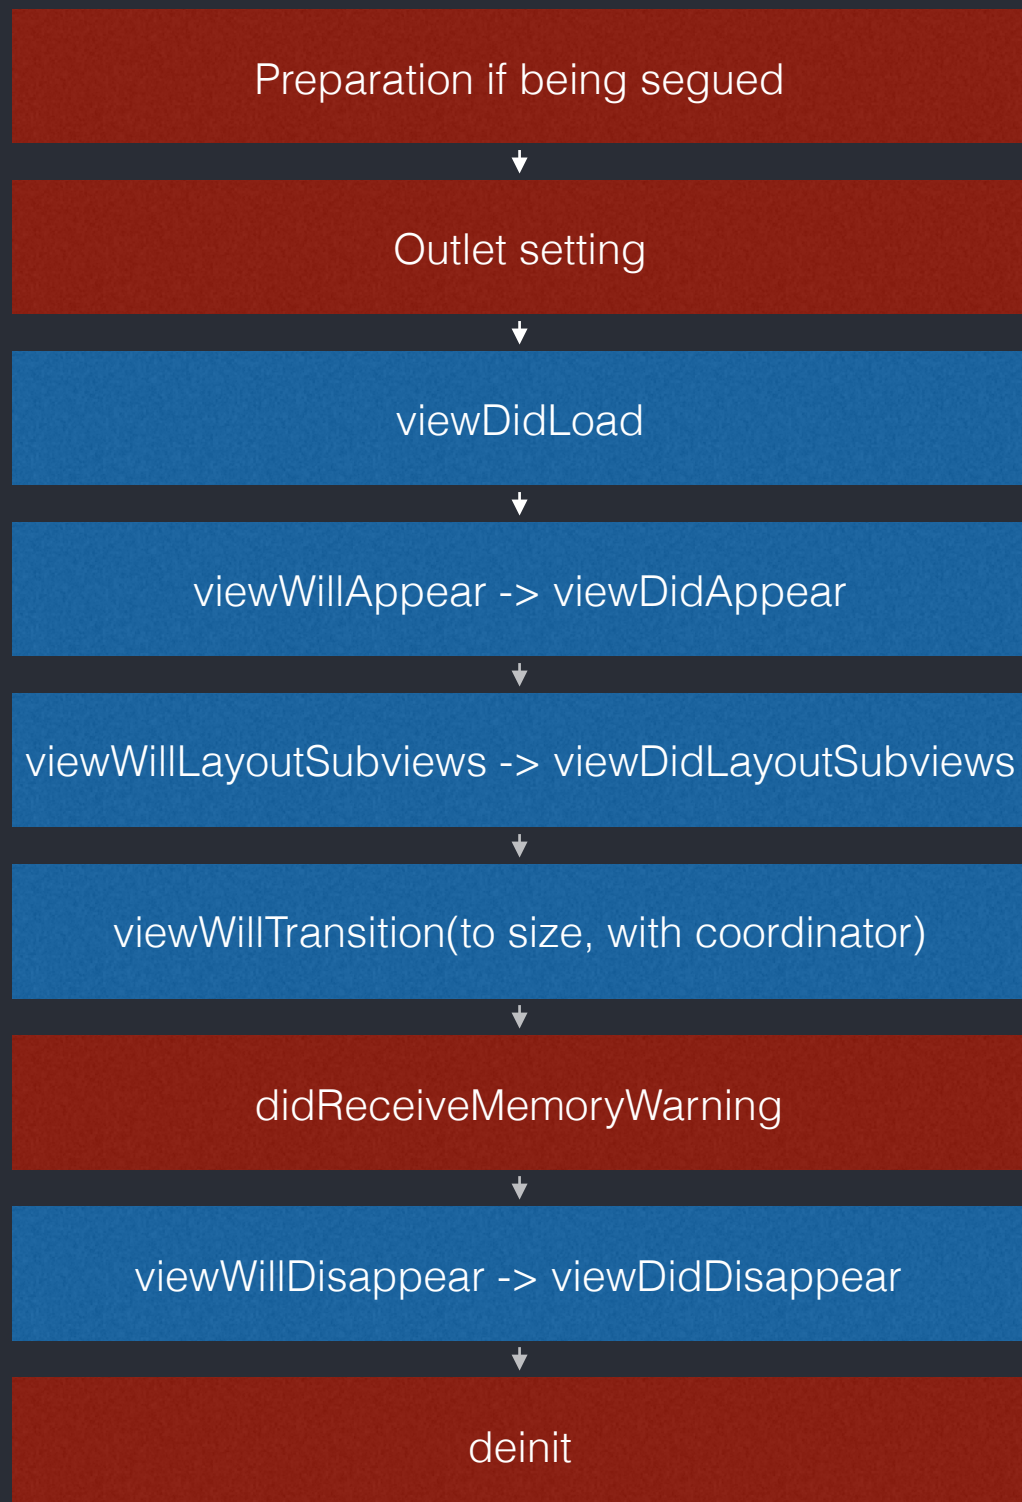 Preparation if being segued
Outlet setting
viewDidLoad
viewWillAppear -> viewDidAppear
viewWillLayoutSubviews -> viewDidLayoutSubviews
viewWillTransition(to size, with coordinator)
didReceiveMemoryWarning
viewWillDisappear -> viewDidDisappear
deinit